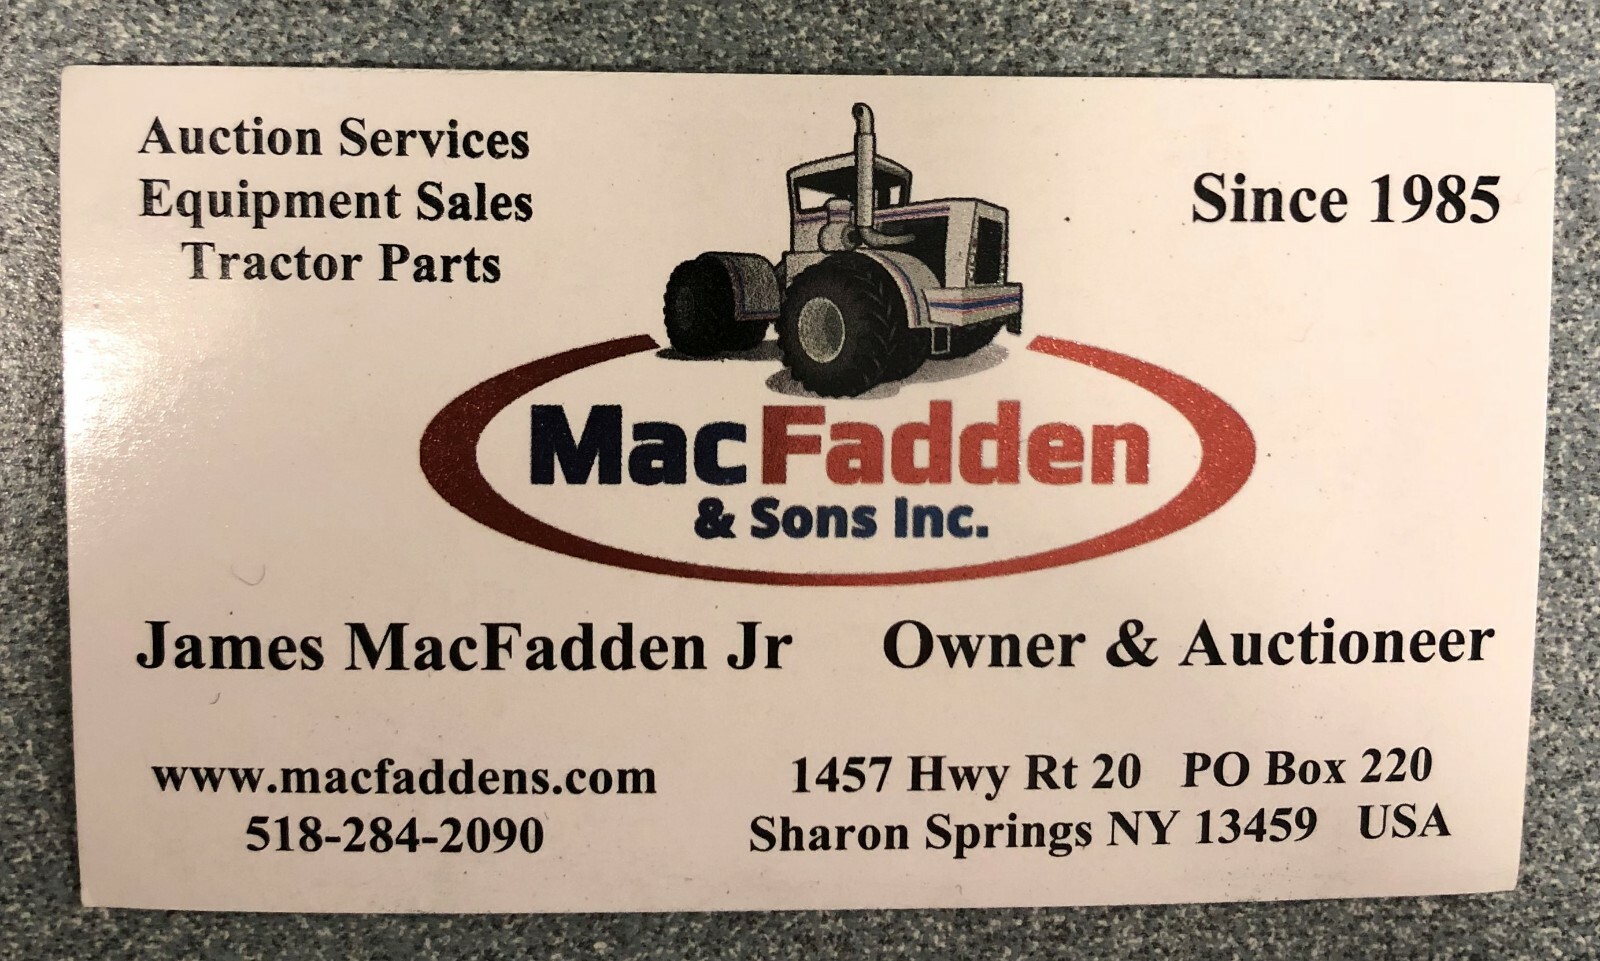 Auction Services
Equipment Sales
Tractor Parts
Since 1985
MacFadden
& Sons Inc.
James MacFadden Jr Owner & Auctioneer
www.macfaddens.com
518-284-2090
1457 Hwy Rt 20 PO Box 220
Sharon Springs NY 13459 USA